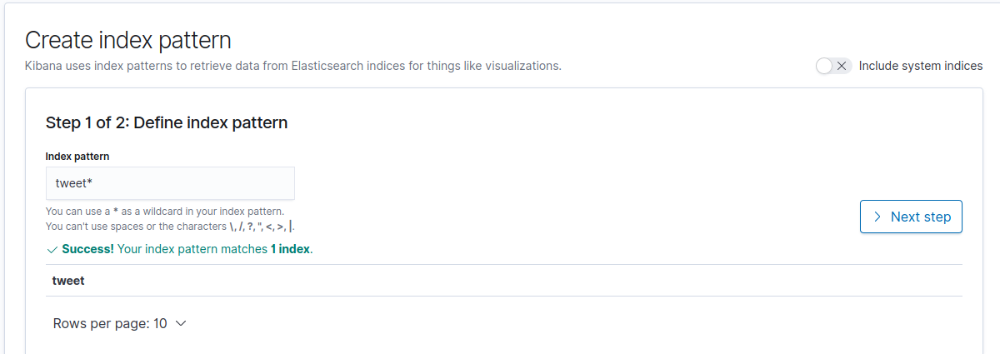 Create index pattern
Kibana uses index patterns to retrieve data from Elasticsearch indices for things like visualizations.
Include system indices
Step 1 of 2: Define index pattern
Index pattern
tweet*
You can use a * as a wildcard in your index pattern.
You can't use spaces or the characters \, /, ?, ", <, >, |.
Next step
Success! Your index pattern matches 1 index.
tweet
Rows per page: 10